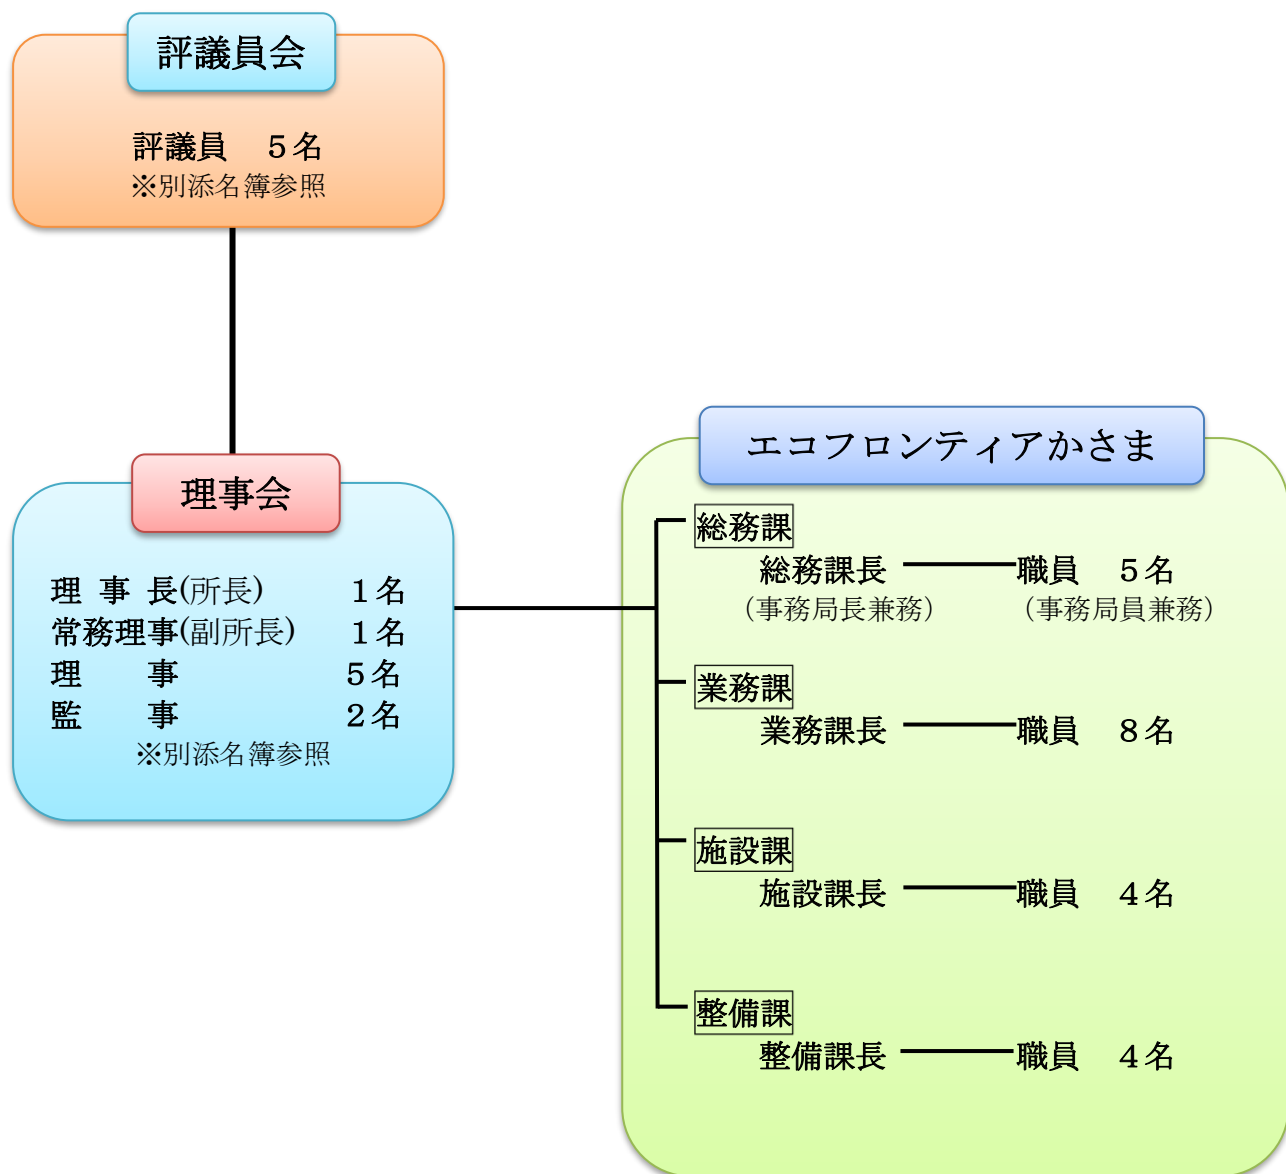 評議員会
評議員　５名
※別添名簿参照
理事会
理 事 長(所長)　１名
常務理事(副所長)　１名
理　　事　５名
監　　事　２名
※別添名簿参照
エコフロンティアかさま
総務課
総務課長　職員　５名
（事務局長兼務）　（事務局員兼務）
業務課
業務課長　職員　８名
施設課
施設課長　職員　４名
整備課
整備課長　職員　４名